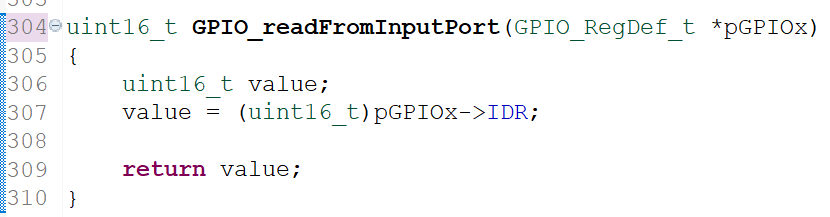 304 uint16_t GPIO_readFromInputPort(GPIO_RegDef_t *pGPIOx)
305 {
306     uint16_t value;
307     value = (uint16_t)pGPIOx->IDR;
308
309     return value;
310 }